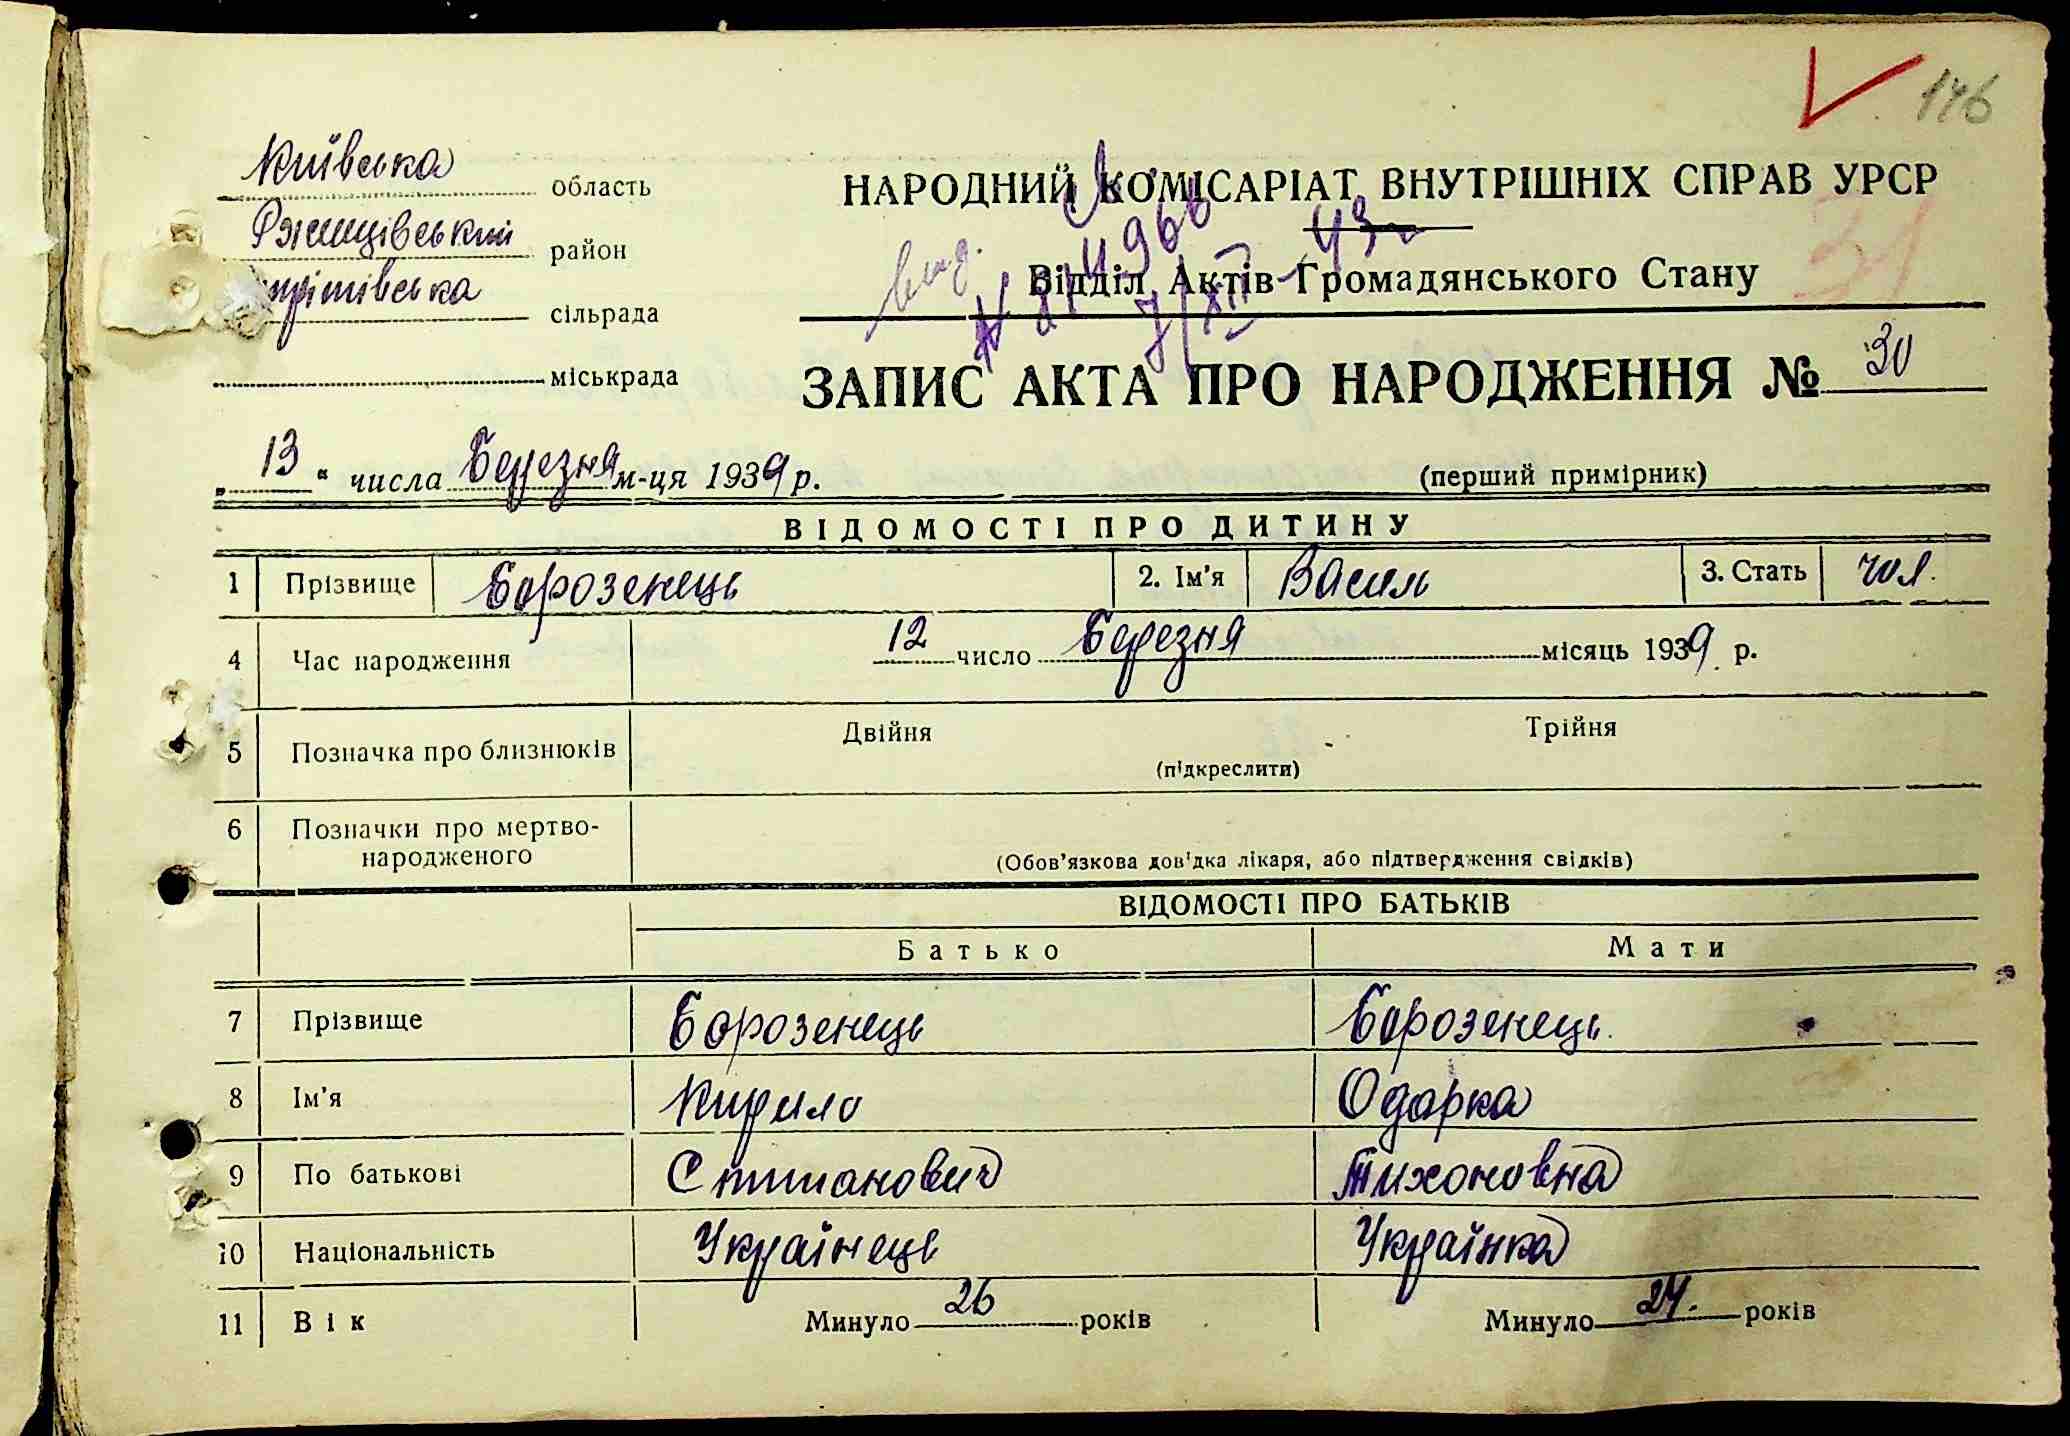 146
Київська область
НАРОДНИЙ КОМІСАРІАТ ВНУТРІШНІХ СПРАВ УРСР
Ржищівський район
31
вид.
Відділ Актів Громадянського Стану
сільрада
міськрада
ЗАПИС АКТА ПРО НАРОДЖЕННЯ № 30
„ 13 “ числа Березня м-ця 1939 р.
(перший примірник)
ВІДОМОСТІ ПРО ДИТИНУ
1 Прізвище Борозенець 2. Ім'я Василь 3. Стать чол.
4 Час народження 12 число Березня місяць 1939 р.
5 Позначка про близнюків Двійня Трійня
(підкреслити)
6 Позначки про мертво-
народженого
(Обов'язкова довідка лікаря, або підтвердження свідків)
ВІДОМОСТІ ПРО БАТЬКІВ
Батько Мати
7 Прізвище Борозенець Борозенець.
8 Ім'я Кирило Одарка
9 По батькові Степанович Тихоновна
10 Національність Українець Українка
11 Вік Минуло 26 років Минуло 24. років